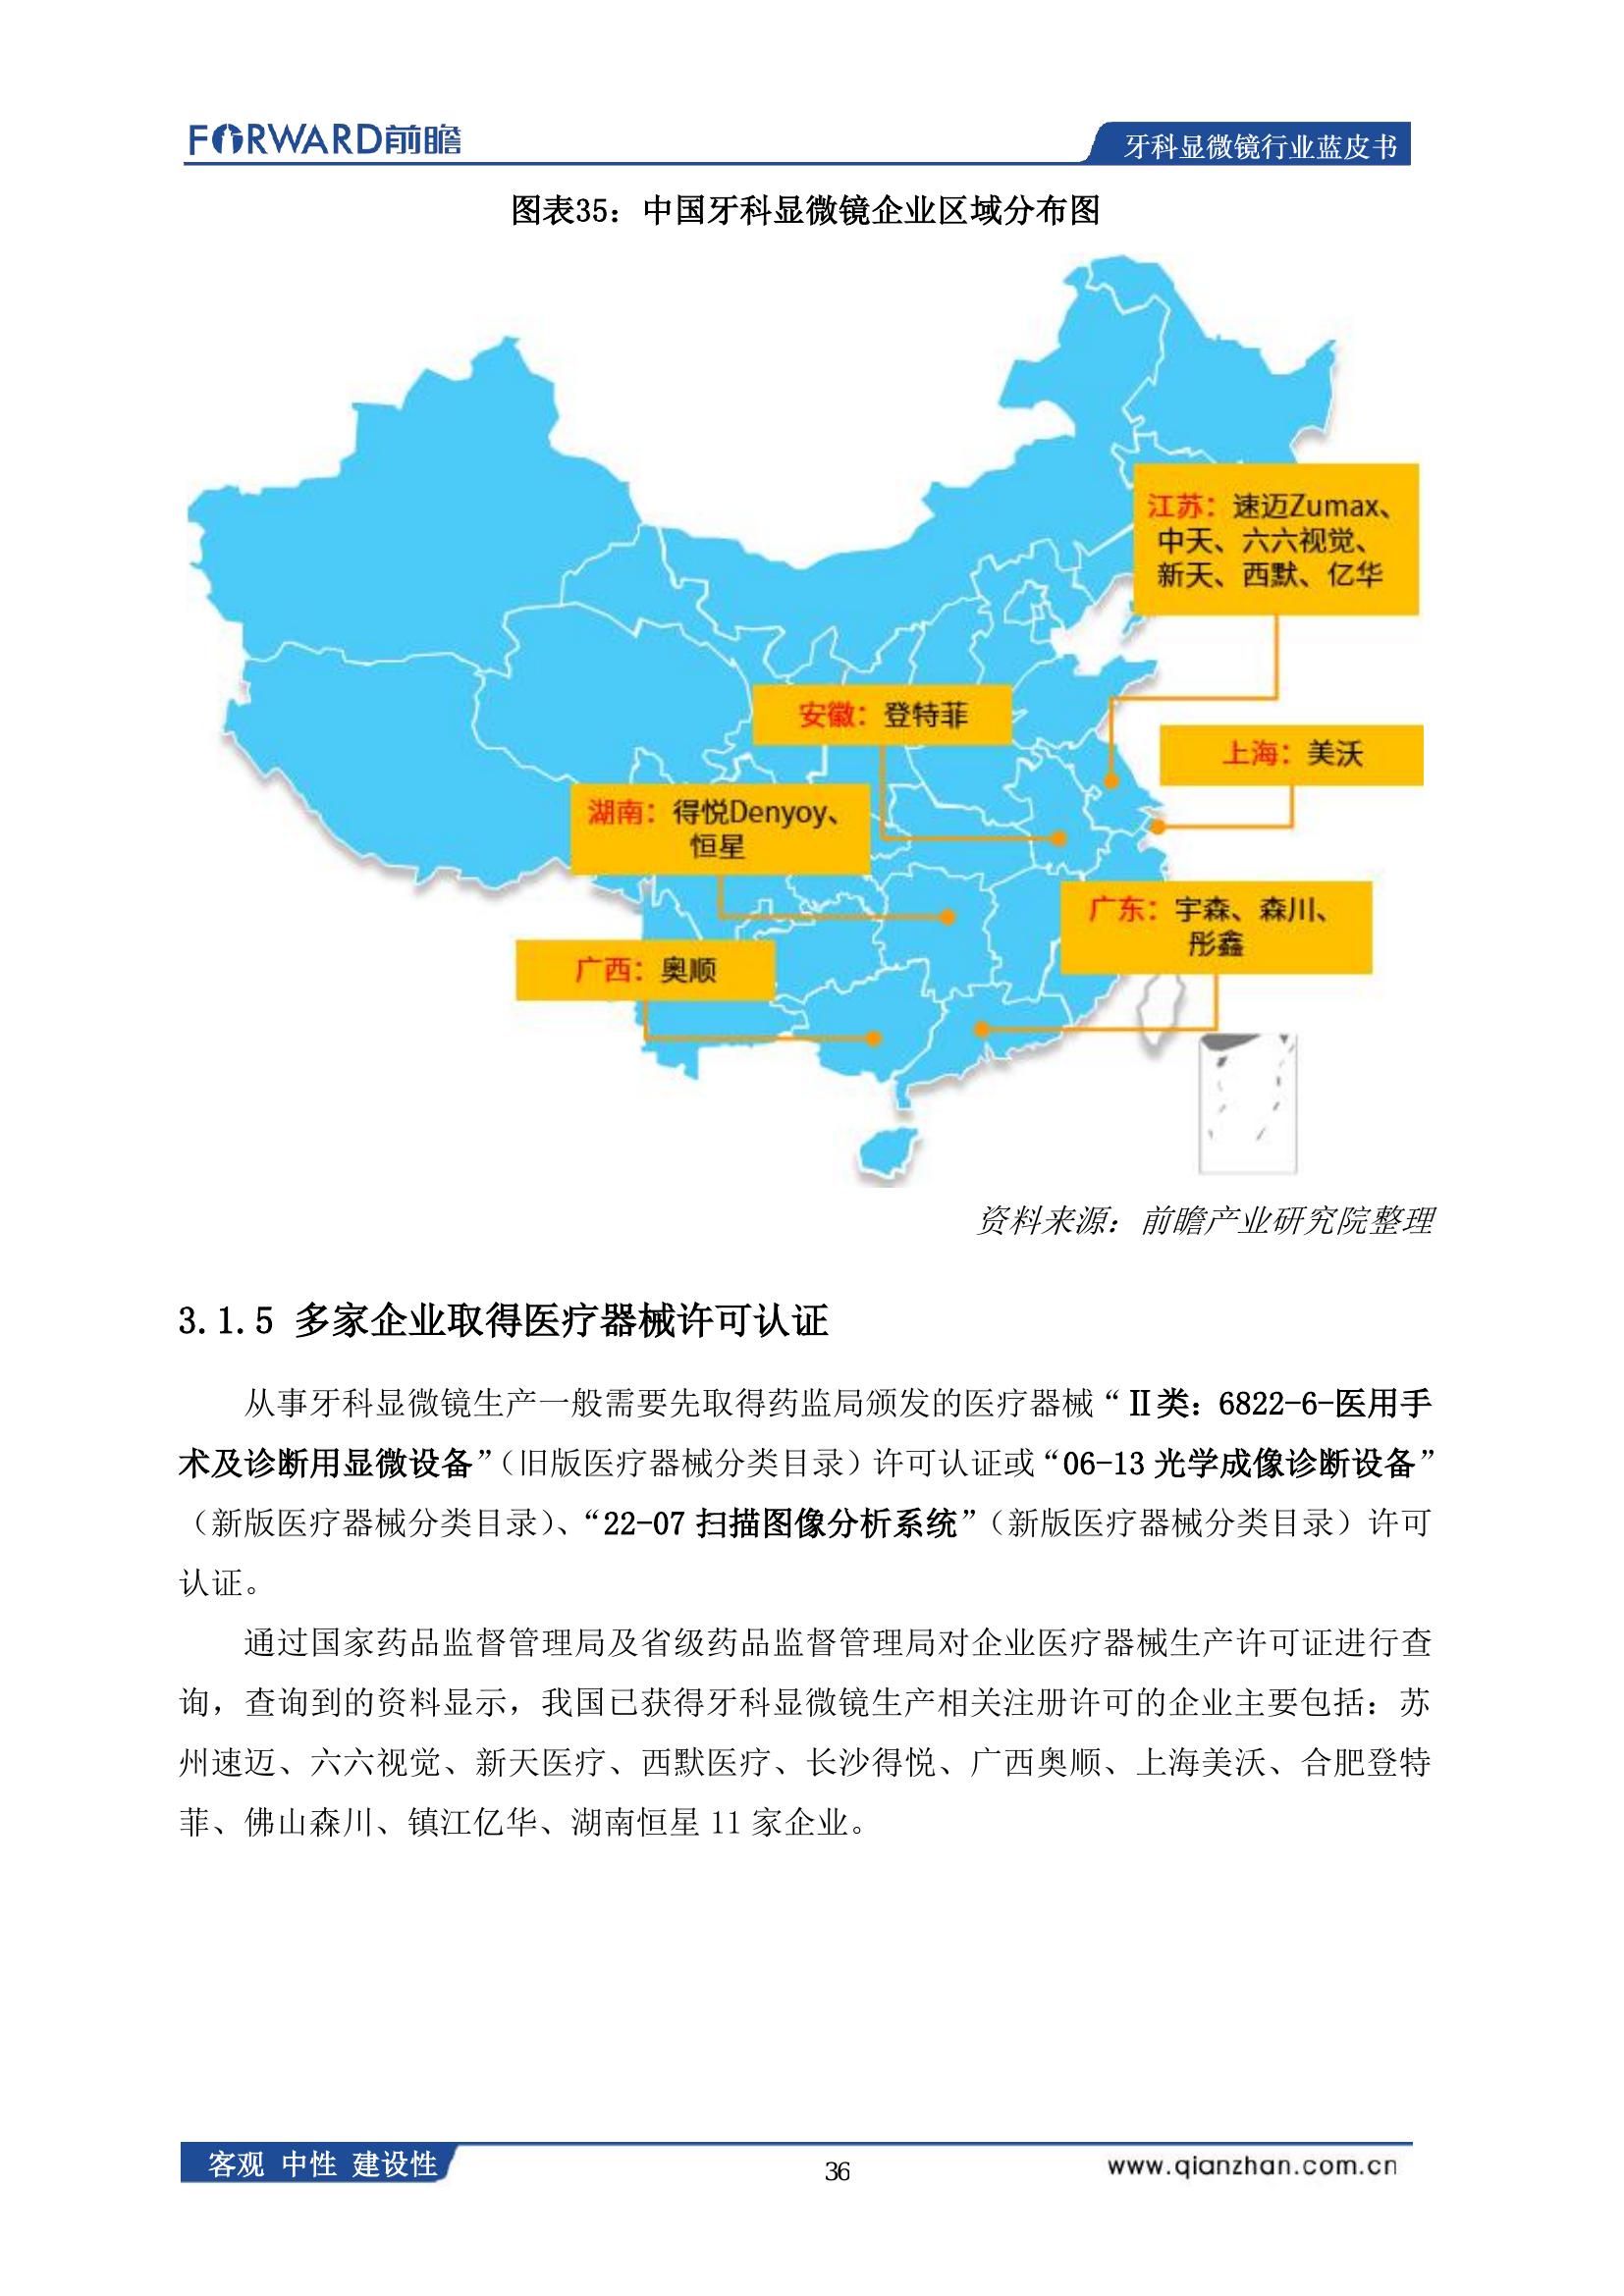 FORWARD前瞻
牙科显微镜行业蓝皮书
图表35：中国牙科显微镜企业区域分布图
江苏：速迈Zumax、
中天、六六视觉、
新天、西默、亿华
安徽：登特菲
上海：美沃
湖南：得悦Denyoy、
恒星
广东：宇森、森川、
彤鑫
广西：奥顺
资料来源：前瞻产业研究院整理
3.1.5 多家企业取得医疗器械许可认证
从事牙科显微镜生产一般需要先取得药监局颁发的医疗器械“Ⅱ类：6822-6-医用手
术及诊断用显微设备”（旧版医疗器械分类目录）许可认证或“06-13 光学成像诊断设备”
（新版医疗器械分类目录）、“22-07 扫描图像分析系统”（新版医疗器械分类目录）许可
认证。
通过国家药品监督管理局及省级药品监督管理局对企业医疗器械生产许可证进行查
询，查询到的资料显示，我国已获得牙科显微镜生产相关注册许可的企业主要包括：苏
州速迈、六六视觉、新天医疗、西默医疗、长沙得悦、广西奥顺、上海美沃、合肥登特
菲、佛山森川、镇江亿华、湖南恒星 11 家企业。
客观 中性 建设性
36
www.qianzhan.com.cn